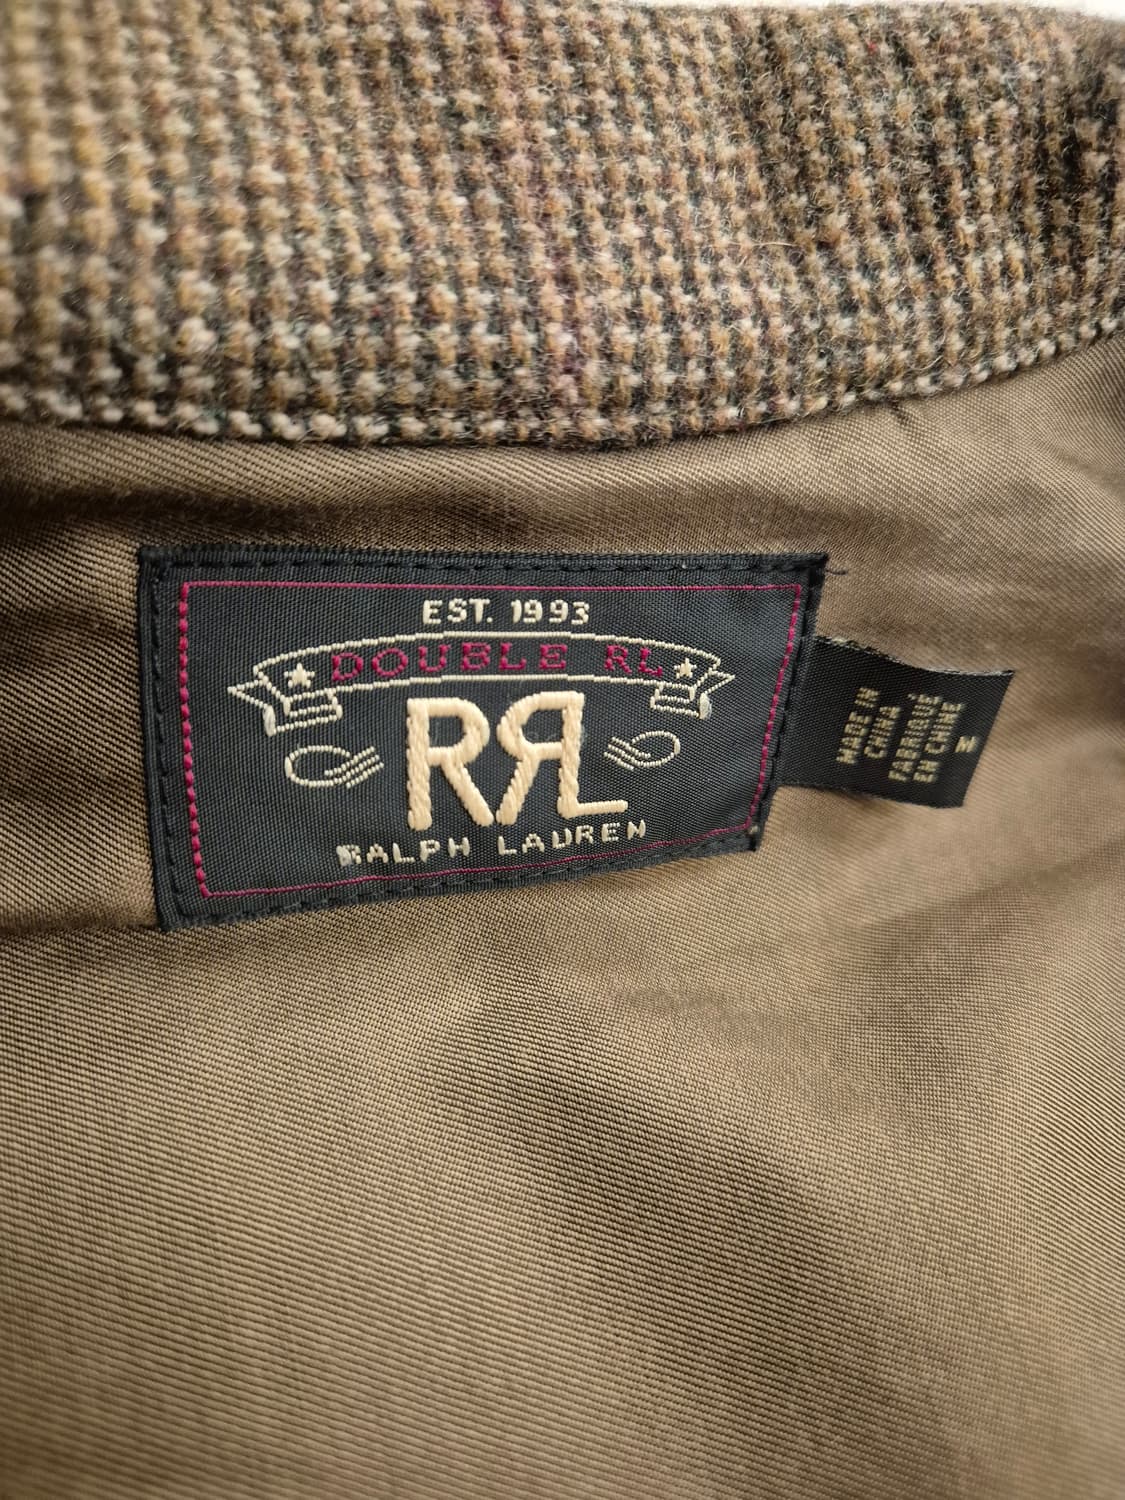 EST. 1993
DOUBLE RL
RRL
RALPH LAUREN
MADE IN
CHINA
FABRIQUÉ
EN CHINE
M